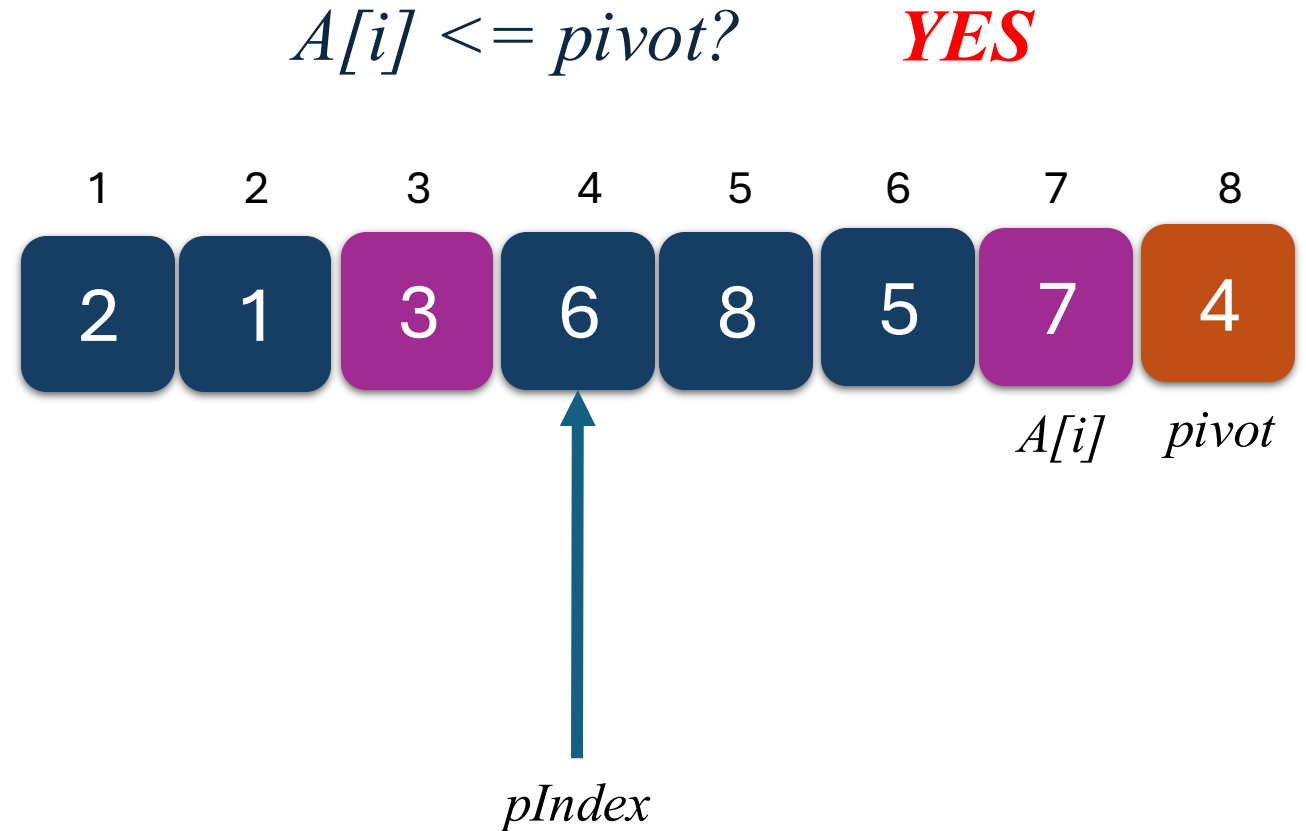 A[i] <= pivot? YES
1 2 3 4 5 6 7 8
2 1 3 6 8 5 7 4
A[i] pivot
pIndex